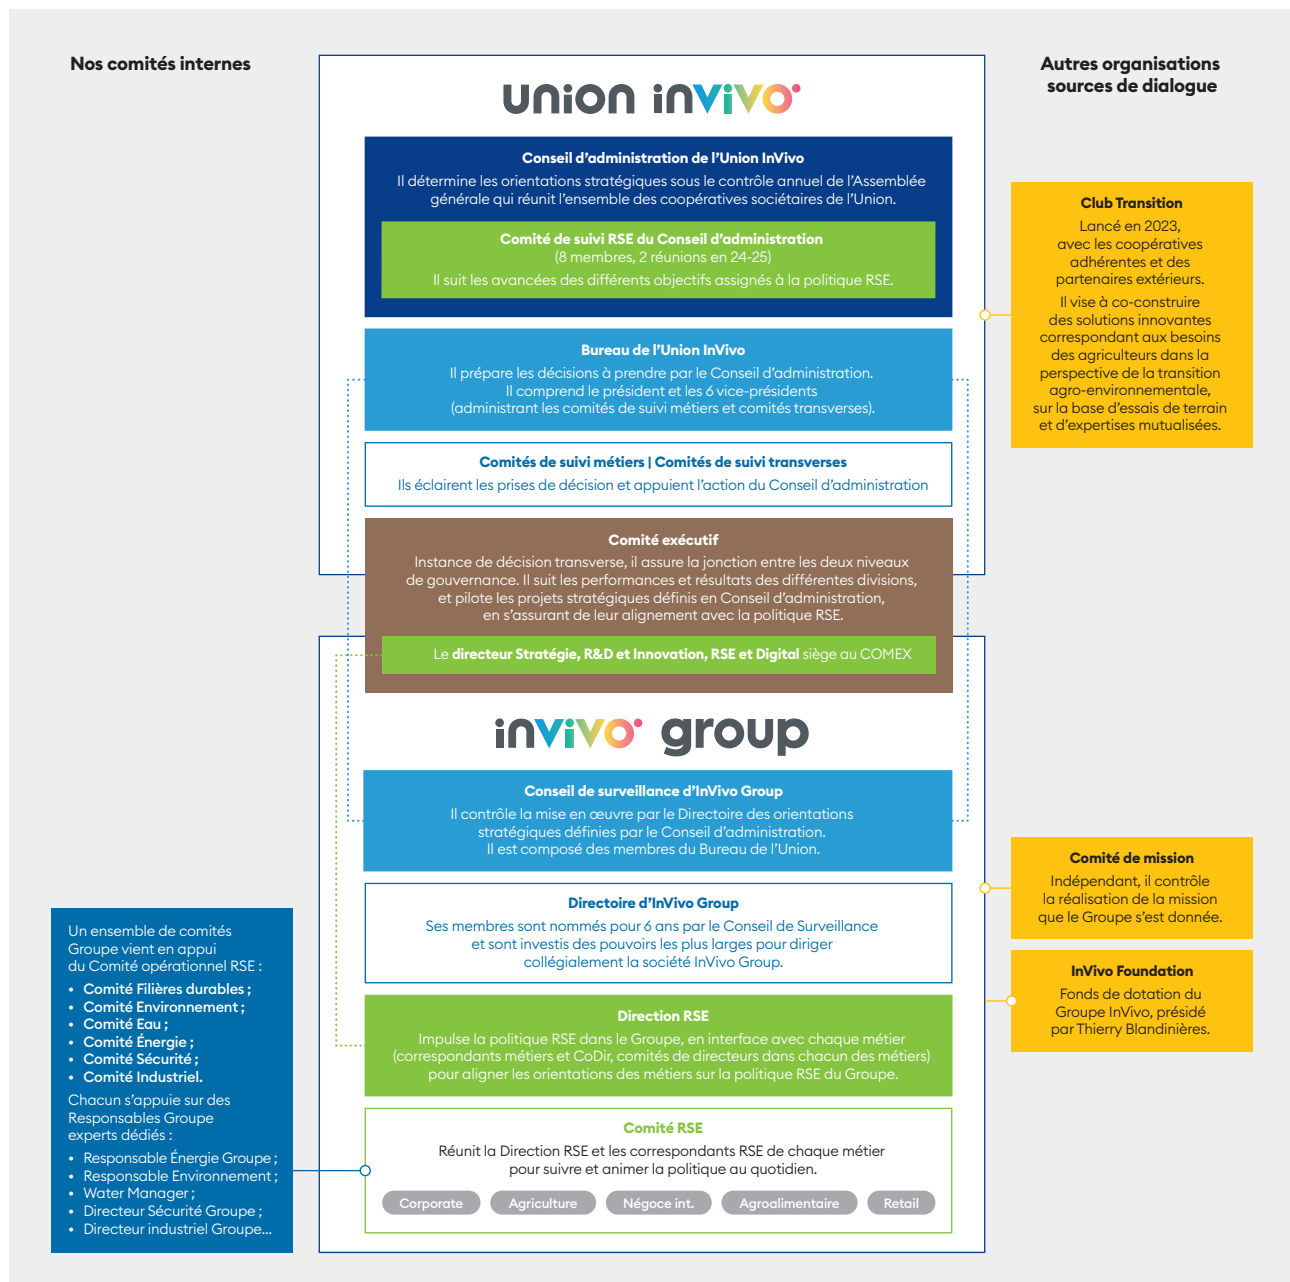 Nos comités internes
Autres organisations
sources de dialogue
union invivo
Conseil d’administration de l’Union InVivo
Il détermine les orientations stratégiques sous le contrôle annuel de l’Assemblée
générale qui réunit l’ensemble des coopératives sociétaires de l’Union.
Comité de suivi RSE du Conseil d’administration
(8 membres, 2 réunions en 24-25)
Il suit les avancées des différents objectifs assignés à la politique RSE.
Bureau de l’Union InVivo
Il prépare les décisions à prendre par le Conseil d’administration.
Il comprend le président et les 6 vice-présidents
(administrant les comités de suivi métiers et comités transverses).
Comités de suivi métiers | Comités de suivi transverses
Ils éclairent les prises de décision et appuient l’action du Conseil d’administration
Comité exécutif
Instance de décision transverse, il assure la jonction entre les deux niveaux
de gouvernance. Il suit les performances et résultats des différentes divisions,
et pilote les projets stratégiques définis en Conseil d’administration,
en s’assurant de leur alignement avec la politique RSE.
Le directeur Stratégie, R&D et Innovation, RSE et Digital siège au COMEX
Club Transition
Lancé en 2023,
avec les coopératives
adhérentes et des
partenaires extérieurs.
Il vise à co-construire
des solutions innovantes
correspondant aux besoins
des agriculteurs dans la
perspective de la transition
agro-environnementale,
sur la base d’essais de terrain
et d’expertises mutualisées.
invivo group
Conseil de surveillance d’InVivo Group
Il contrôle la mise en œuvre par le Directoire des orientations
stratégiques définies par le Conseil d’administration.
Il est composé des membres du Bureau de l’Union.
Directoire d’InVivo Group
Ses membres sont nommés pour 6 ans par le Conseil de Surveillance
et sont investis des pouvoirs les plus larges pour diriger
collégialement la société InVivo Group.
Direction RSE
Impulse la politique RSE dans le Groupe, en interface avec chaque métier
(correspondants métiers et CoDir, comités de directeurs dans chacun des métiers)
pour aligner les orientations des métiers sur la politique RSE du Groupe.
Comité RSE
Réunit la Direction RSE et les correspondants RSE de chaque métier
pour suivre et animer la politique au quotidien.
Corporate
Agriculture
Négoce int.
Agroalimentaire
Retail
Comité de mission
Indépendant, il contrôle
la réalisation de la mission
que le Groupe s’est donnée.
InVivo Foundation
Fonds de dotation du
Groupe InVivo, présidé
par Thierry Blandinières.
Un ensemble de comités
Groupe vient en appui
du Comité opérationnel RSE :
• Comité Filières durables ;
• Comité Environnement ;
• Comité Eau ;
• Comité Énergie ;
• Comité Sécurité ;
• Comité Industriel.
Chacun s’appuie sur des
Responsables Groupe
experts dédiés :
• Responsable Énergie Groupe ;
• Responsable Environnement ;
• Water Manager ;
• Directeur Sécurité Groupe ;
• Directeur industriel Groupe...